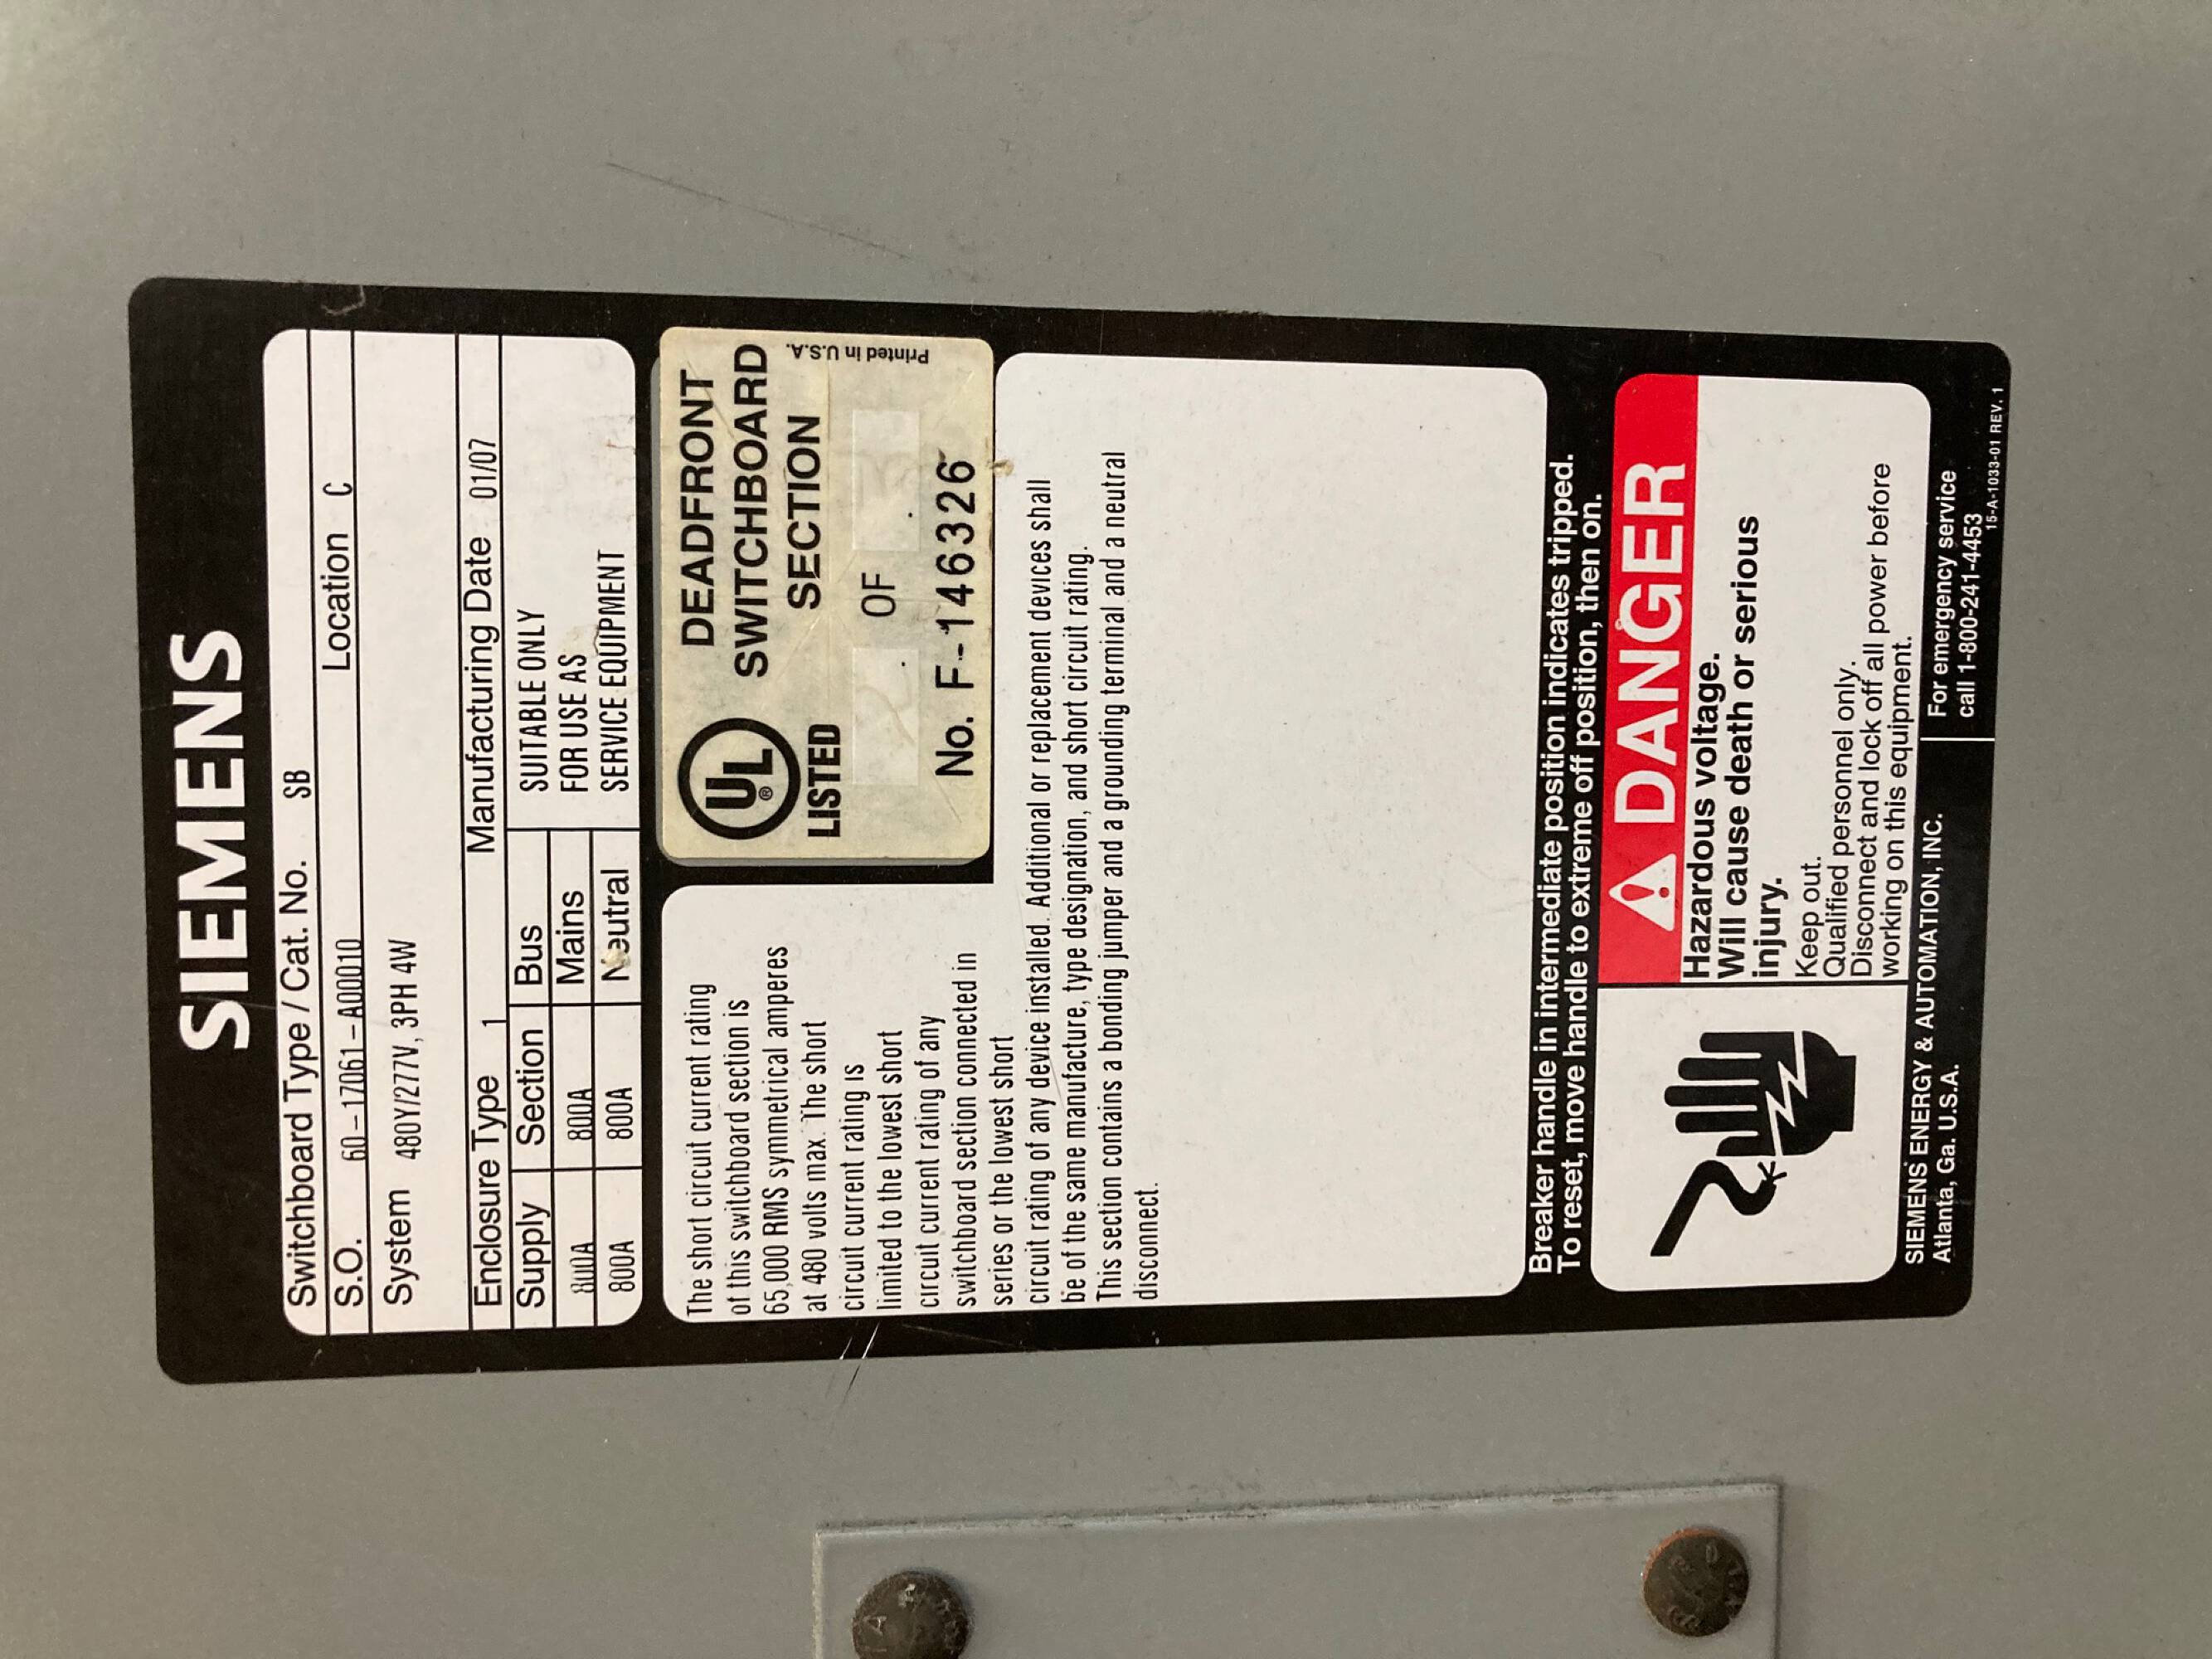 SIEMENS
Switchboard Type / Cat. No. SB
S.O. 60-17061-A00010 Location C
System 480Y/277V, 3PH 4W
Enclosure Type 1 Manufacturing Date 01/07
Supply Section Bus
800A 800A Mains
800A 800A Neutral
SUITABLE ONLY
FOR USE AS
SERVICE EQUIPMENT
The short circuit current rating
of this switchboard section is
65,000 RMS symmetrical amperes
at 480 volts max. The short
circuit current rating is
limited to the lowest short
circuit current rating of any
switchboard section connected in
series or the lowest short
circuit rating of any device installed. Additional or replacement devices shall
be of the same manufacture, type designation, and short circuit rating.
This section contains a bonding jumper and a grounding terminal and a neutral
disconnect.
UL
®
LISTED
DEADFRONT
SWITCHBOARD
SECTION
Printed in U.S.A.
OF
No. F-146326
Breaker handle in intermediate position indicates tripped.
To reset, move handle to extreme off position, then on.
DANGER
Hazardous voltage.
Will cause death or serious
injury.
Keep out.
Qualified personnel only.
Disconnect and lock off all power before
working on this equipment.
SIEMENS ENERGY & AUTOMATION, INC.
Atlanta, Ga. U.S.A.
For emergency service
call 1-800-241-4453
15-A-1033-01 REV. 1